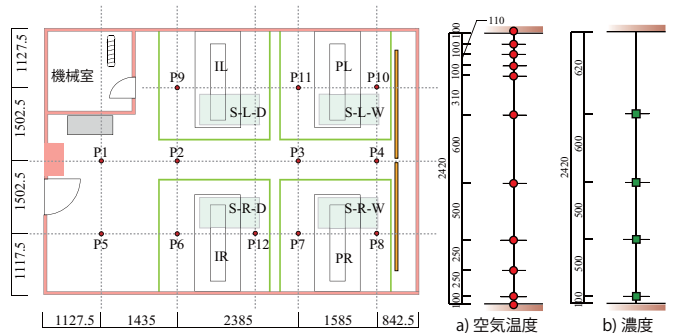 1127.5
1502.5
1502.5
1117.5
機械室
IL
PL
P9
P11
P10
S-L-D
S-L-W
P1
P2
P3
P4
S-R-D
S-R-W
P5
P6
P12
P7
P8
IR
PR
1127.5
1435
2385
1585
842.5
110
100
100
100
310
600
500
250
250
100
2420
a) 空気温度
620
600
500
500
100
2420
b) 濃度